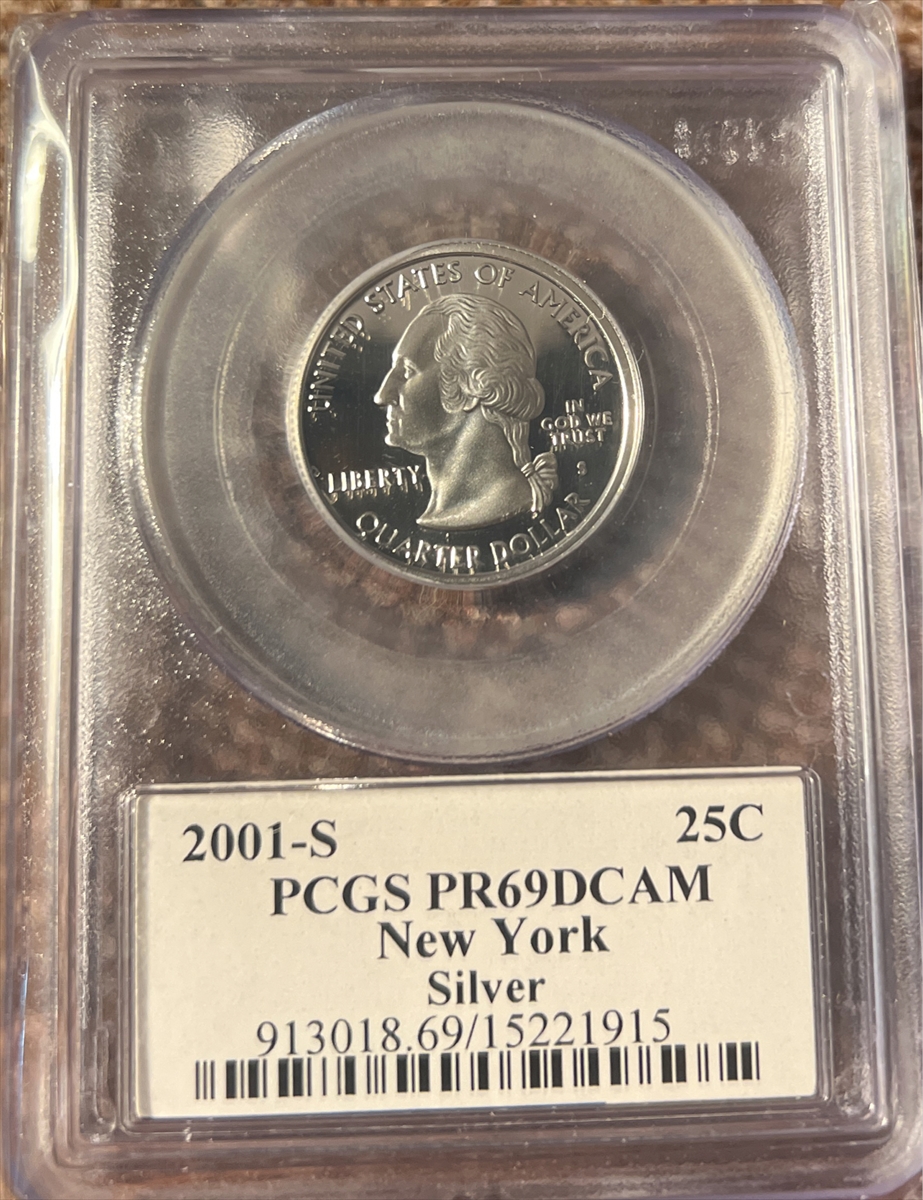 UNITED STATES OF AMERICA
IN
GOD WE
TRUST
S
LIBERTY
QUARTER DOLLAR
2001-S 25C
PCGS PR69DCAM
New York
Silver
913018.69/15221915